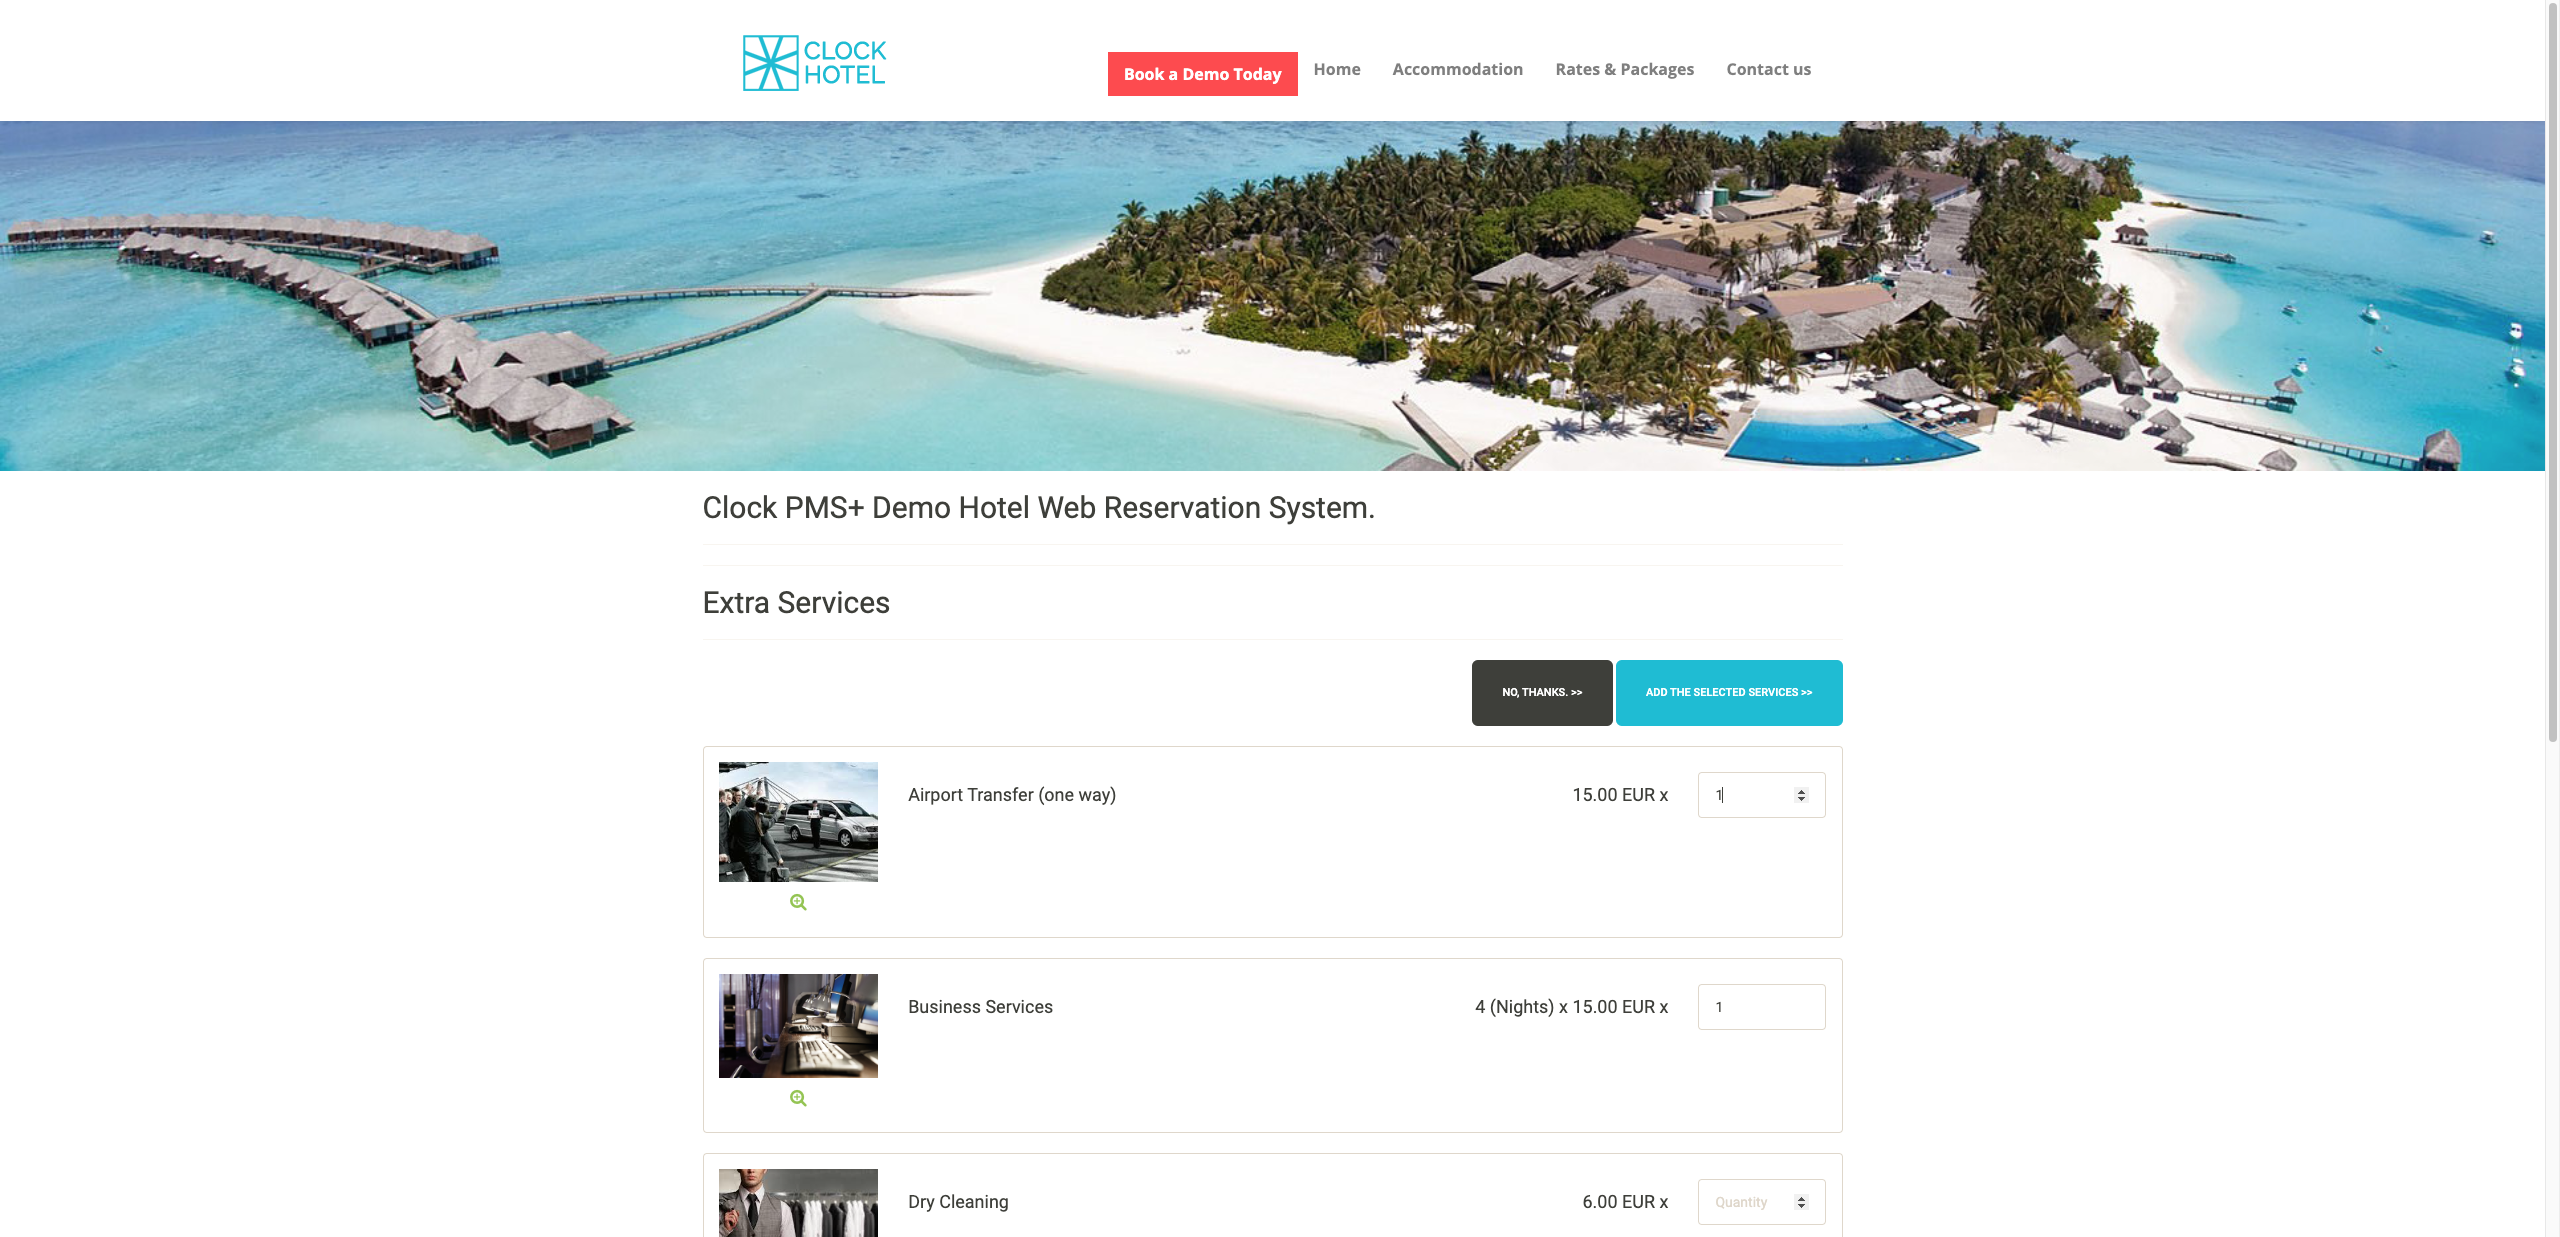 CLOCK
HOTEL
Book a Demo Today
Home
Accommodation
Rates & Packages
Contact us
Clock PMS+ Demo Hotel Web Reservation System.
Extra Services
NO, THANKS. >>
ADD THE SELECTED SERVICES >>
Airport Transfer (one way)
15.00 EUR x
1
Business Services
4 (Nights) x 15.00 EUR x
1
Dry Cleaning
6.00 EUR x
Quantity